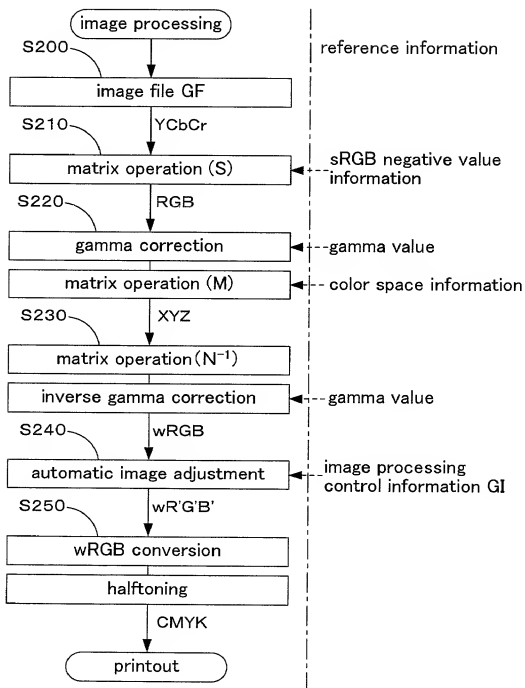 image processing
reference information
S200
image file GF
S210
YCbCr
matrix operation (S)
sRGB negative value
information
S220
RGB
gamma correction
gamma value
matrix operation (M)
color space information
S230
XYZ
matrix operation(N⁻¹)
inverse gamma correction
gamma value
S240
wRGB
automatic image adjustment
image processing
control information GI
S250
wR'G'B'
wRGB conversion
halftoning
CMYK
printout